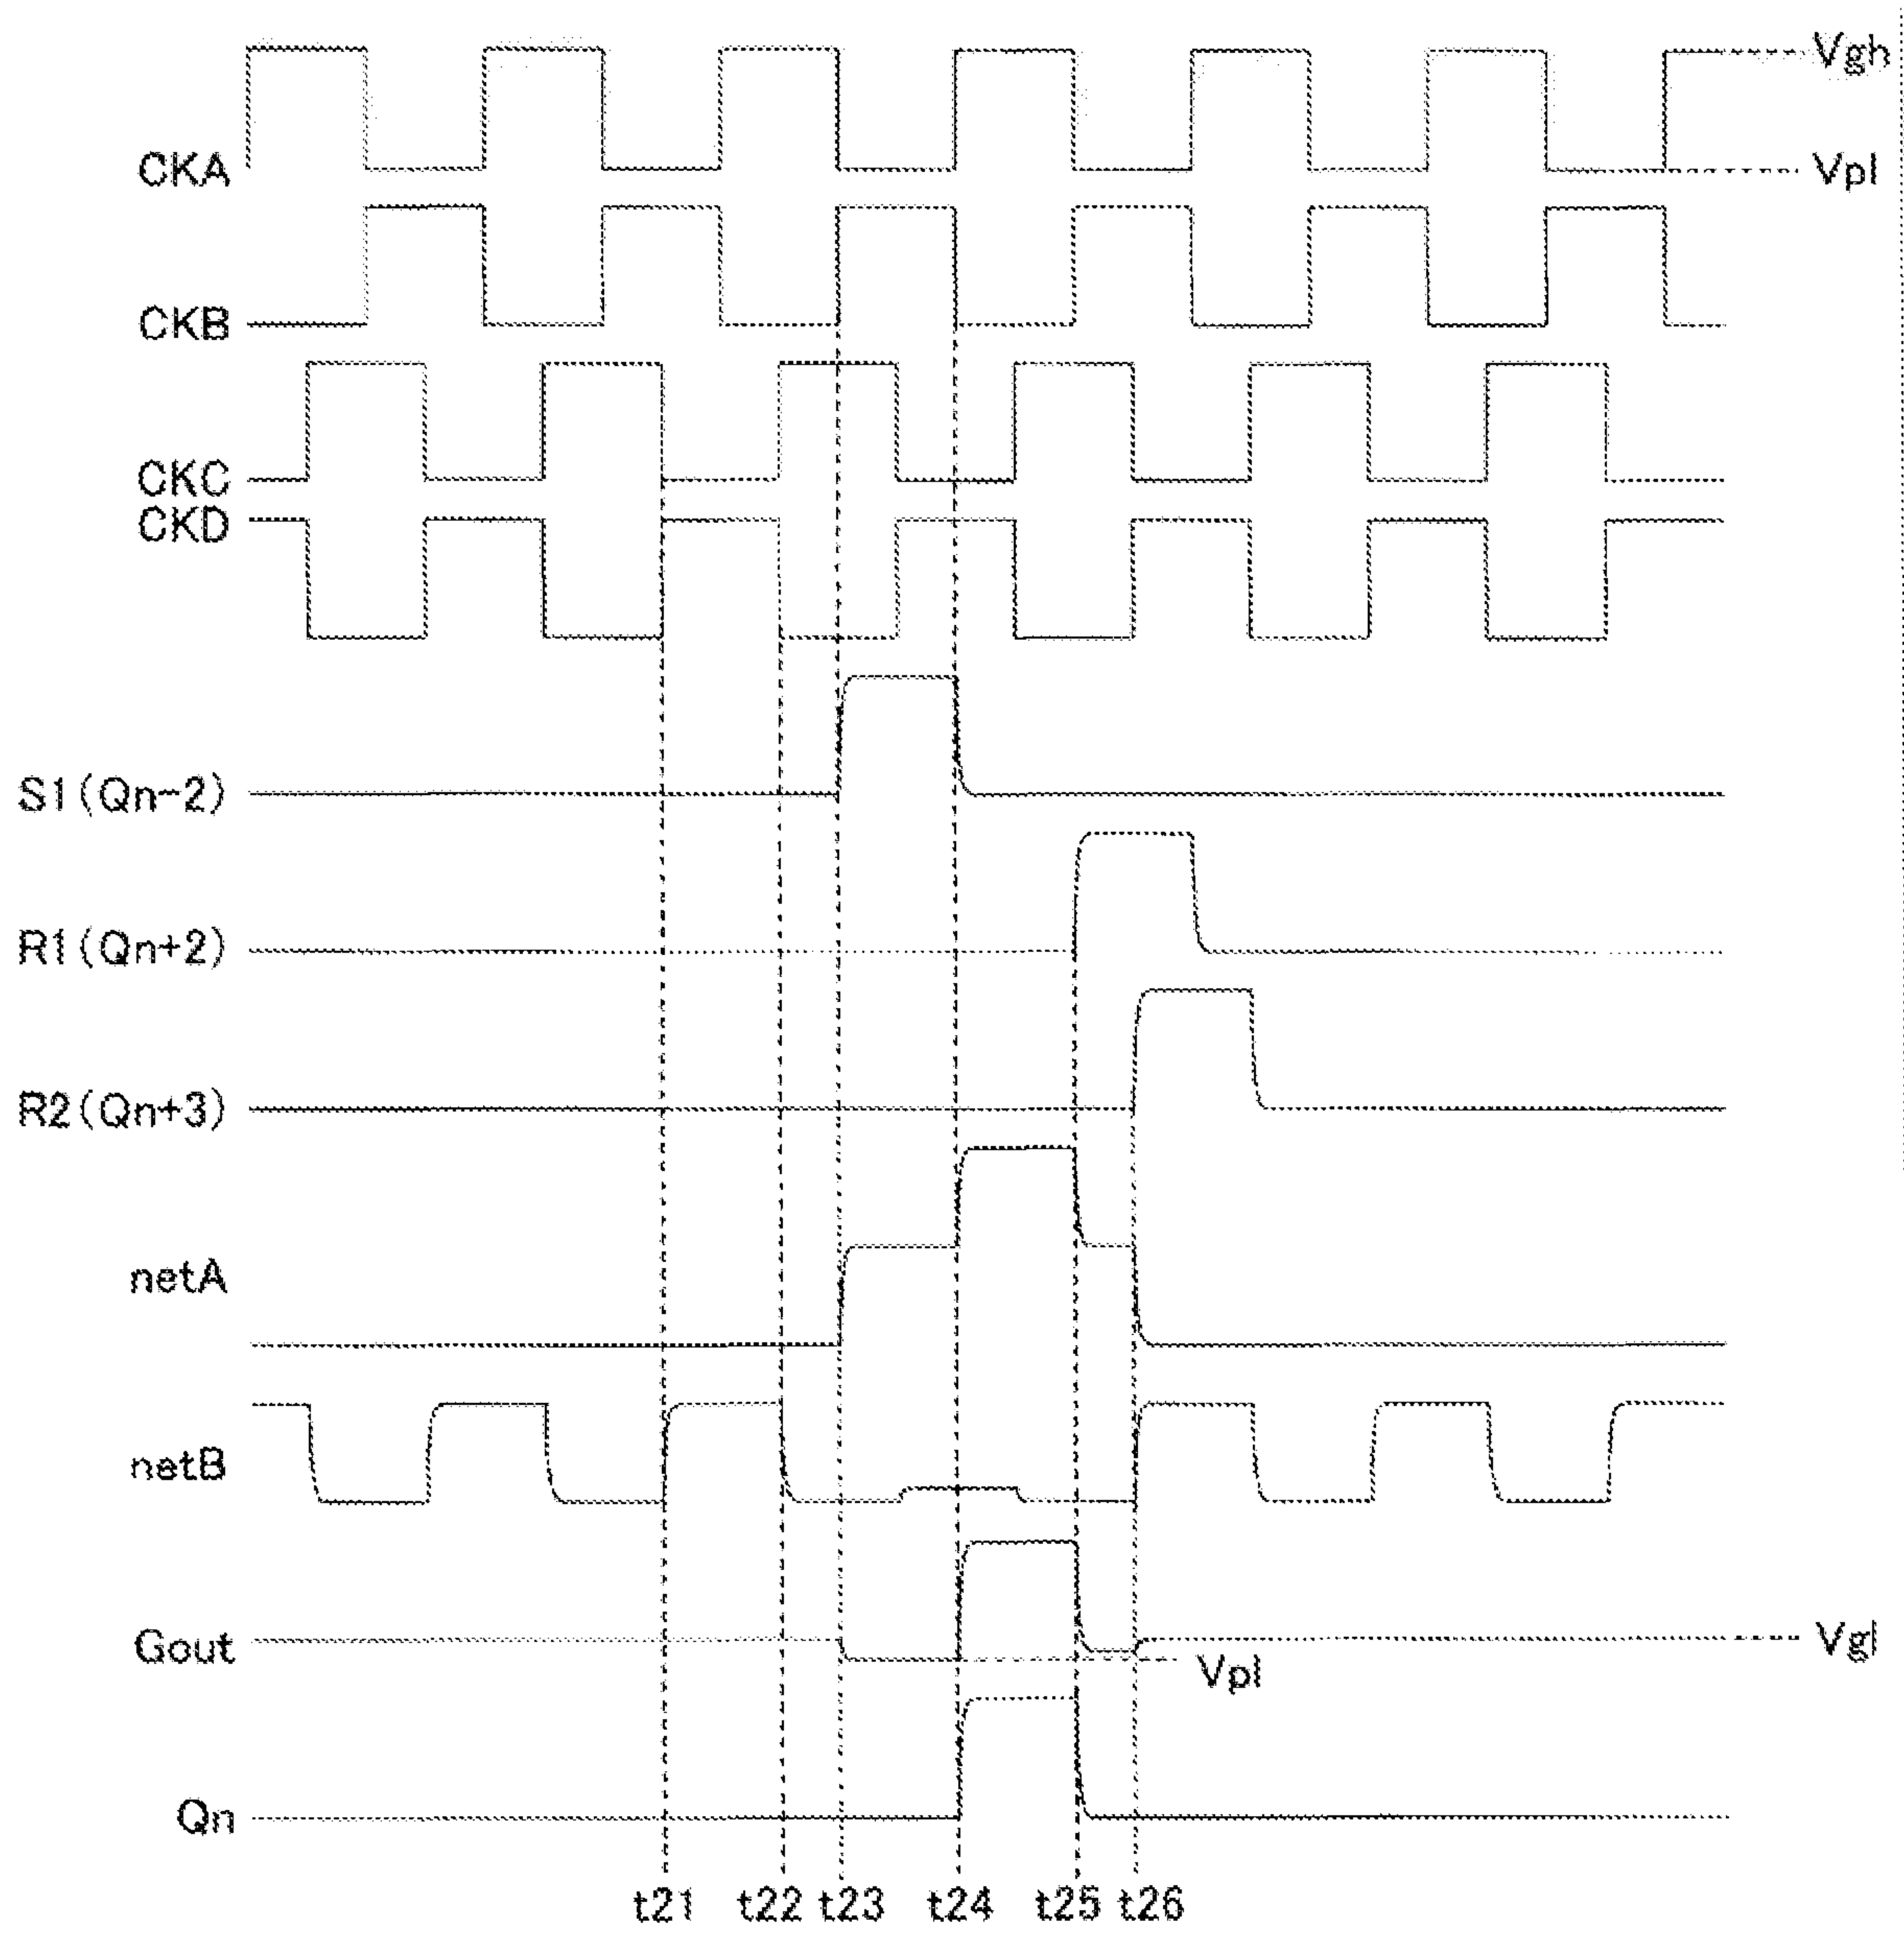 Vgh
CKA
Vpl
CKB
CKC
CKD
S1(Qn-2)
R1(Qn+2)
R2(Qn+3)
netA
netB
Gout
Vgl
Vpl
Qn
t21 t22 t23 t24 t25 t26